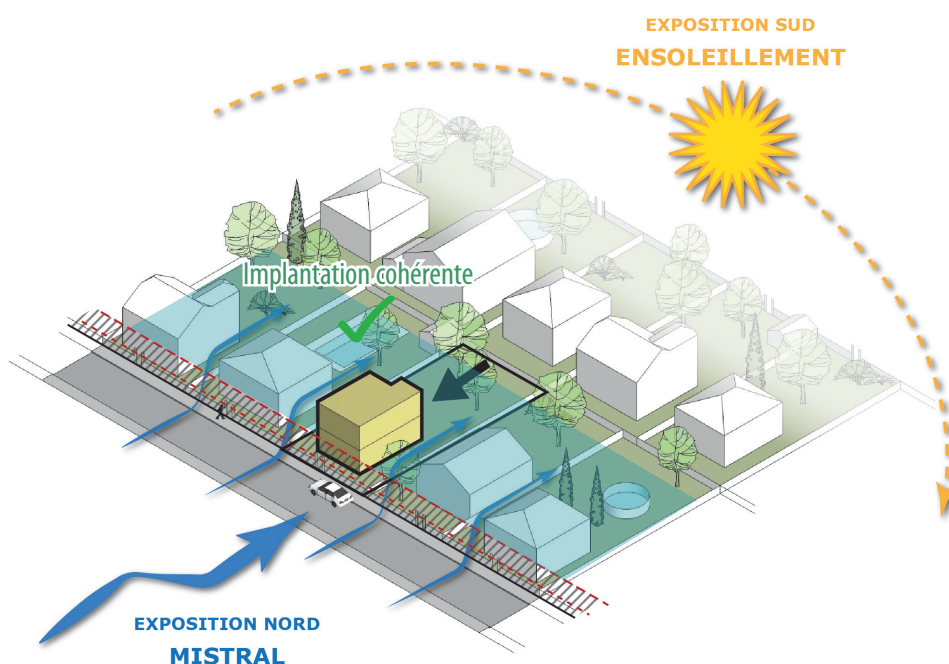 EXPOSITION SUD
ENSOLEILLEMENT
Implantation cohérente
EXPOSITION NORD
MISTRAL